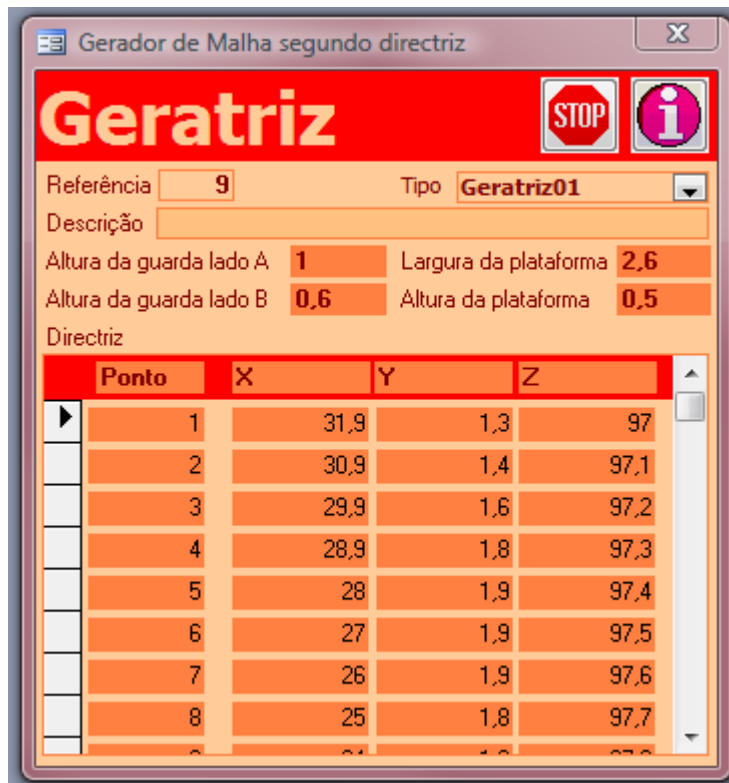 Gerador de Malha segundo directriz
Geratriz STOP i
Referência 9 Tipo Geratriz01
Descrição
Altura da guarda lado A 1 Largura da plataforma 2,6
Altura da guarda lado B 0,6 Altura da plataforma 0,5
Directriz
Ponto X Y Z
1 31,9 1,3 97
2 30,9 1,4 97,1
3 29,9 1,6 97,2
4 28,9 1,8 97,3
5 28 1,9 97,4
6 27 1,9 97,5
7 26 1,9 97,6
8 25 1,8 97,7